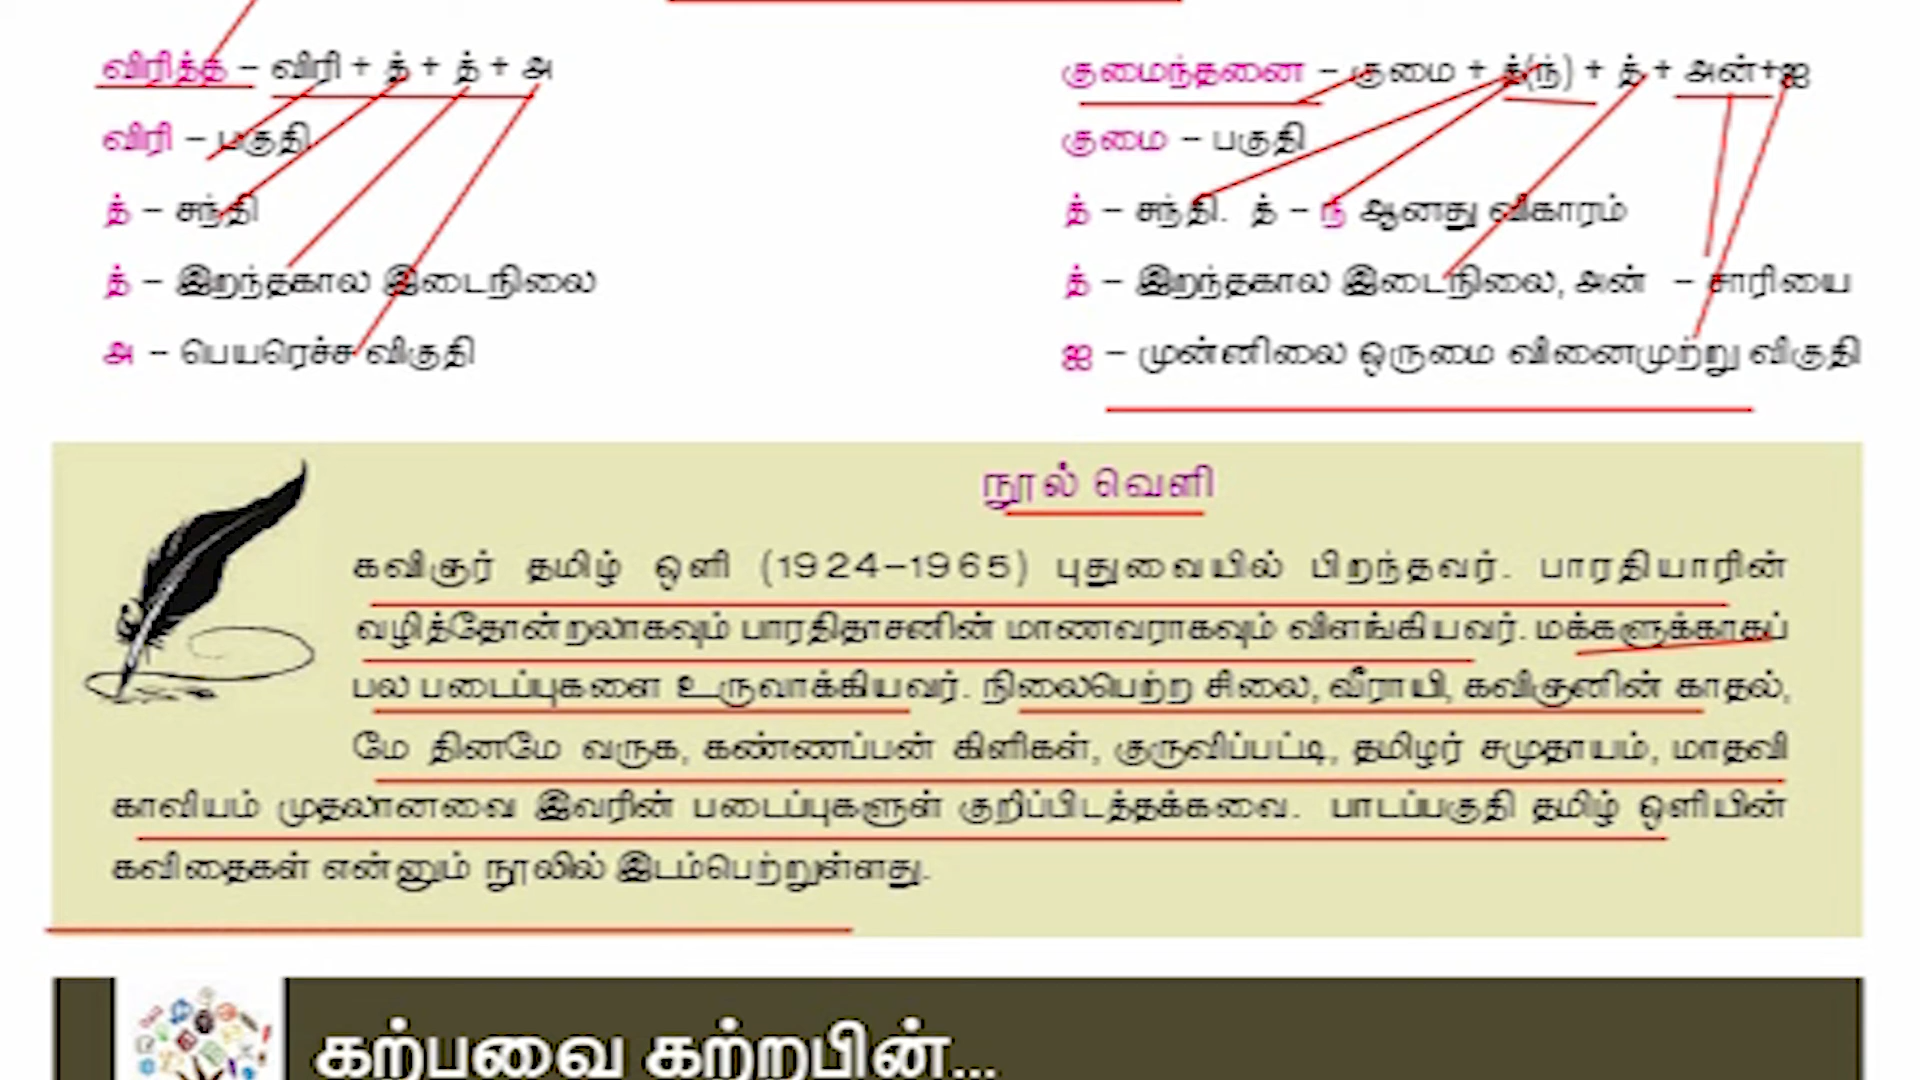 விரித்த – விரி + த் + த் + அ
விரி – பகுதி
த் – சந்தி
த் – இறந்தகால இடைநிலை
அ – பெயரெச்ச விகுதி
குமைந்தனை – குமை + த்(ந்) + த் + அன்+ஐ
குமை – பகுதி
த் – சந்தி. த் – ந் ஆனது விகாரம்
த் – இறந்தகால இடைநிலை, அன் – சாரியை
ஐ – முன்னிலை ஒருமை வினைமுற்று விகுதி
நூல் வெளி
கவிஞர் தமிழ் ஒளி (1924–1965) புதுவையில் பிறந்தவர். பாரதியாரின்
வழித்தோன்றலாகவும் பாரதிதாசனின் மாணவராகவும் விளங்கியவர். மக்களுக்காகப்
பல படைப்புகளை உருவாக்கியவர். நிலைபெற்ற சிலை, வீராயி, கவிஞனின் காதல்,
மே தினமே வருக, கண்ணப்பன் கிளிகள், குருவிப்பட்டி, தமிழர் சமுதாயம், மாதவி
காவியம் முதலானவை இவரின் படைப்புகளுள் குறிப்பிடத்தக்கவை. பாடப்பகுதி தமிழ் ஒளியின்
கவிதைகள் என்னும் நூலில் இடம்பெற்றுள்ளது.
கற்பவை கற்றபின்...